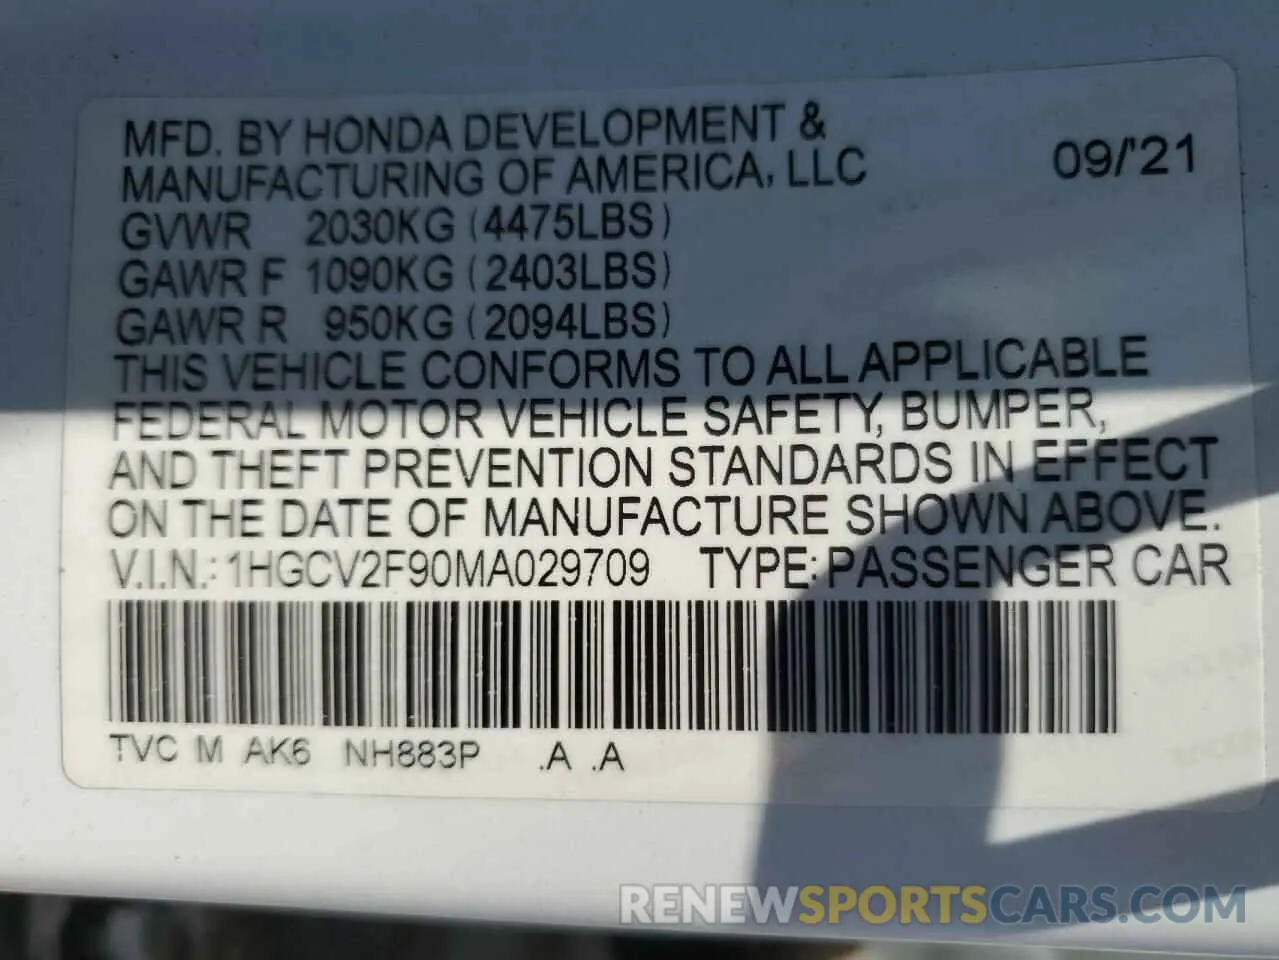 MFD. BY HONDA DEVELOPMENT &
MANUFACTURING OF AMERICA, LLC 09/'21
GVWR 2030KG (4475LBS)
GAWR F 1090KG (2403LBS)
GAWR R 950KG (2094LBS)
THIS VEHICLE CONFORMS TO ALL APPLICABLE
FEDERAL MOTOR VEHICLE SAFETY, BUMPER,
AND THEFT PREVENTION STANDARDS IN EFFECT
ON THE DATE OF MANUFACTURE SHOWN ABOVE.
V.I.N.: 1HGCV2F90MA029709 TYPE: PASSENGER CAR
TVC M AK6 NH883P .A .A
RENEWSPORTSCARS.COM